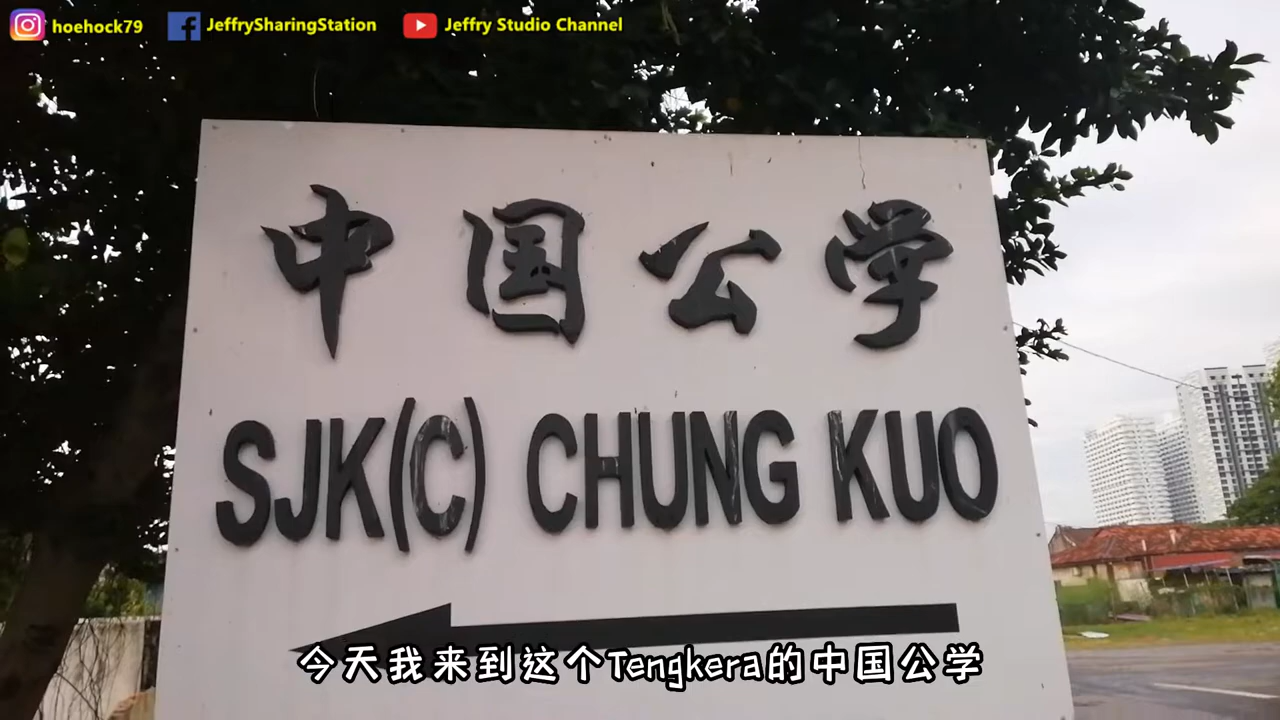 hoehock79 JeffrySharingStation Jeffry Studio Channel
中国公学
SJK(C) CHUNG KUO
今天我来到这个Tengkera的中国公学